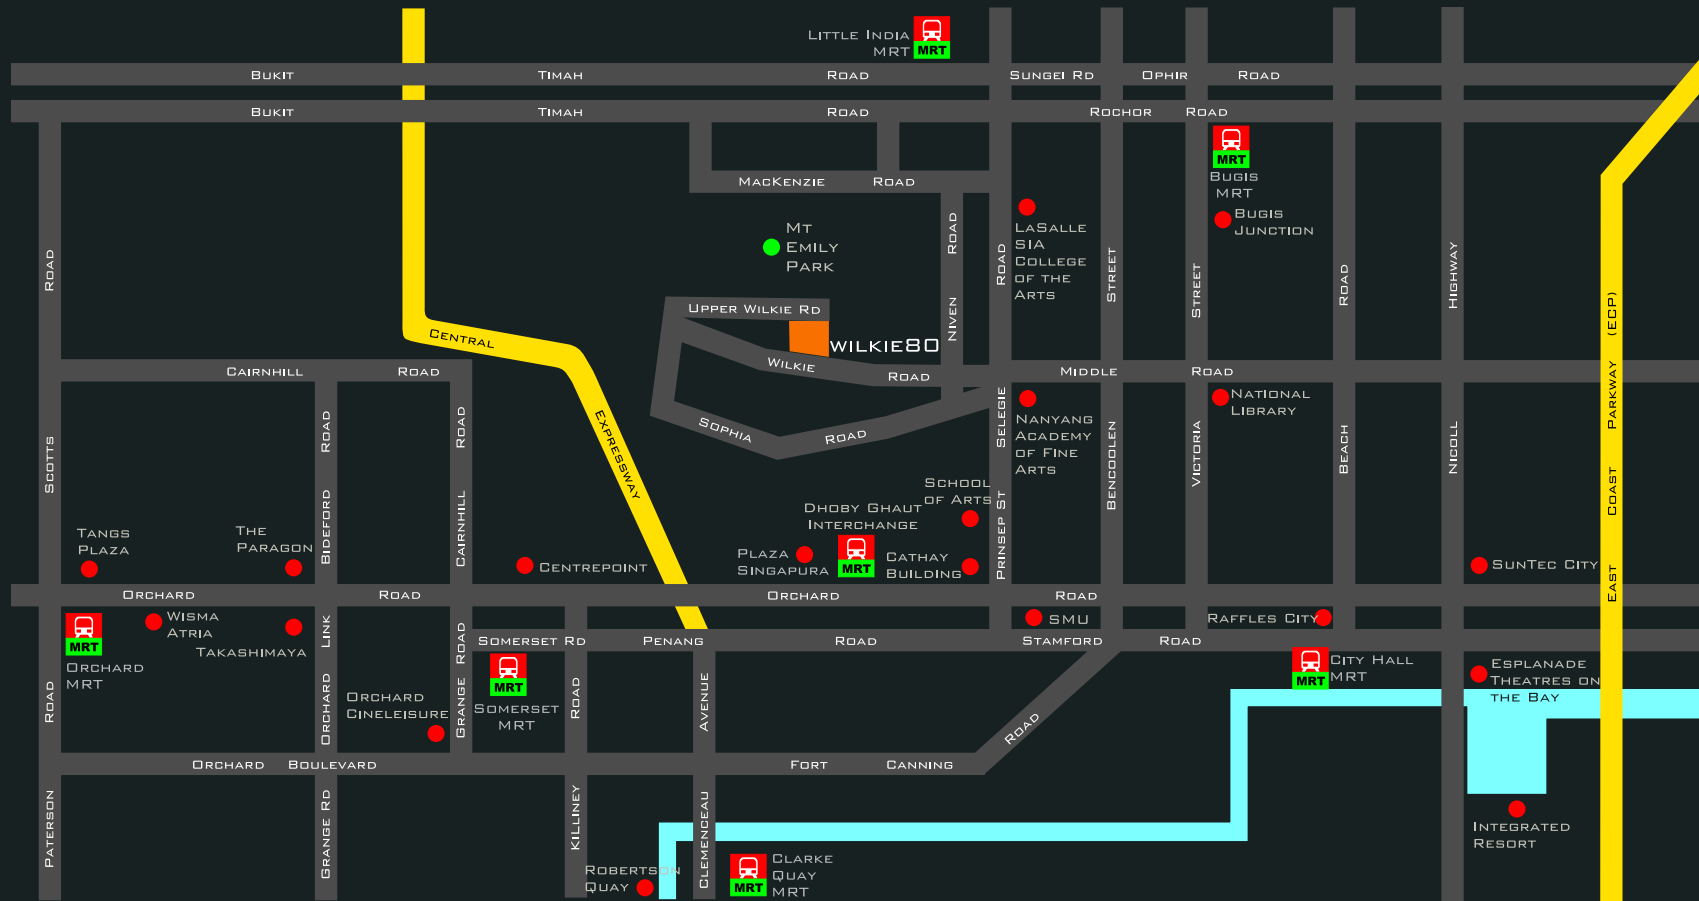 LITTLE INDIA
MRT
MRT
BUKIT TIMAH ROAD SUNGEI RD OPHIR ROAD
BUKIT TIMAH ROAD ROCHOR ROAD
MRT
BUGIS
MRT
MACKENZIE ROAD
BUGIS
JUNCTION
MT
EMILY
PARK
LASALLE
SIA
COLLEGE
OF THE
ARTS
ROAD
ROAD
NIVEN
ROAD
STREET
STREET
ROAD
HIGHWAY
EAST COAST PARKWAY (ECP)
UPPER WILKIE RD
WILKIE80
CENTRAL
EXPRESSWAY
WILKIE
ROAD
MIDDLE ROAD
CAIRNHILL ROAD
NATIONAL
LIBRARY
NANYANG
ACADEMY
OF FINE
ARTS
SOPHIA
ROAD
SCOTTS
BIDEFORD ROAD
CAIRNHILL ROAD
SELEGIE
PRINSEP ST
BENCOOLEN
VICTORIA
BEACH
NICOLL
SCHOOL
OF ARTS
DHOBY GHAUT
INTERCHANGE
MRT
TANGS
PLAZA
THE
PARAGON
CENTREPOINT
PLAZA
SINGAPURA
CATHAY
BUILDING
SUNTEC CITY
ORCHARD ROAD ORCHARD ROAD
WISMA
ATRIA
TAKASHIMAYA
MRT
ORCHARD
MRT
SMU
RAFFLES CITY
SOMERSET RD PENANG ROAD STAMFORD ROAD
MRT
SOMERSET
MRT
MRT
CITY HALL
MRT
ESPLANADE
THEATRES ON
THE BAY
ORCHARD
CINELEISURE
ORCHARD LINK
GRANGE ROAD
ROAD
ROAD
AVENUE
ROAD
ORCHARD BOULEVARD FORT CANNING
PATERSON
GRANGE RD
KILLINEY
CLEMENCEAU
INTEGRATED
RESORT
ROBERTSON
QUAY
MRT
CLARKE
QUAY
MRT